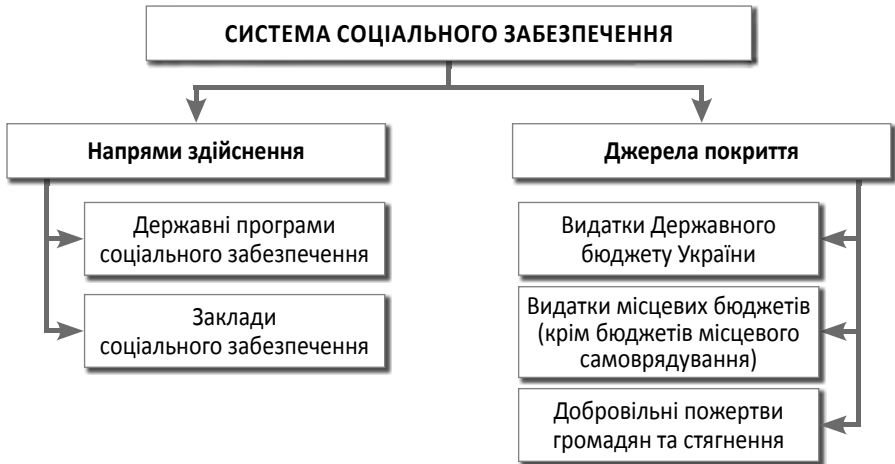 СИСТЕМА СОЦІАЛЬНОГО ЗАБЕЗПЕЧЕННЯ
Напрями здійснення
Державні програми
соціального забезпечення
Заклади
соціального забезпечення
Джерела покриття
Видатки Державного
бюджету України
Видатки місцевих бюджетів
(крім бюджетів місцевого
самоврядування)
Добровільні пожертви
громадян та стягнення